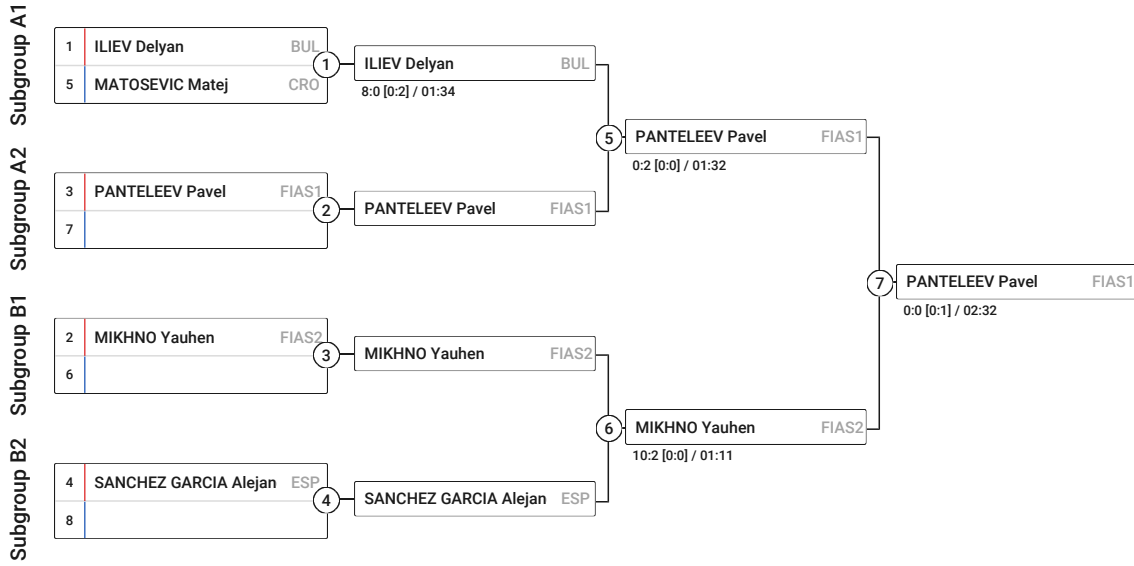 Subgroup A1
1 ILIEV Delyan BUL
5 MATOSEVIC Matej CRO
1
ILIEV Delyan BUL
8:0 [0:2] / 01:34
Subgroup A2
3 PANTELEEV Pavel FIAS1
7
2
PANTELEEV Pavel FIAS1
5
PANTELEEV Pavel FIAS1
0:2 [0:0] / 01:32
Subgroup B1
2 MIKHNO Yauhen FIAS2
6
3
MIKHNO Yauhen FIAS2
Subgroup B2
4 SANCHEZ GARCIA Alejan ESP
8
4
SANCHEZ GARCIA Alejan ESP
6
MIKHNO Yauhen FIAS2
10:2 [0:0] / 01:11
7
PANTELEEV Pavel FIAS1
0:0 [0:1] / 02:32